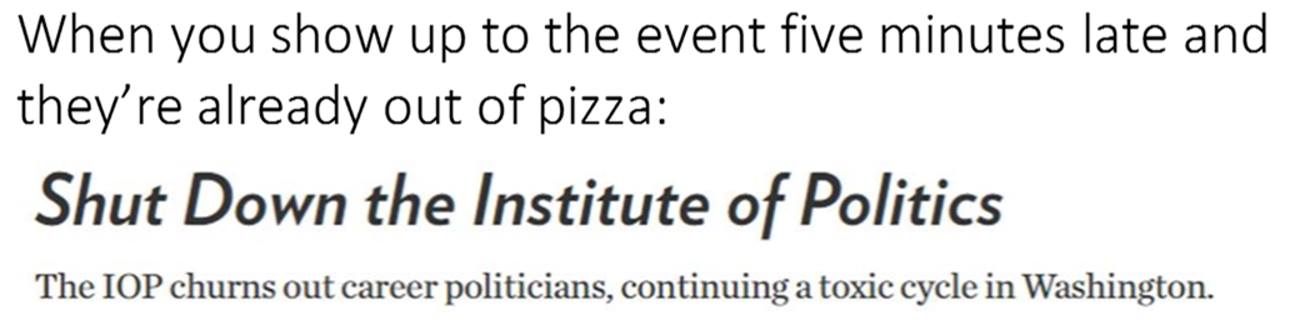 When you show up to the event five minutes late and
they’re already out of pizza:
Shut Down the Institute of Politics
The IOP churns out career politicians, continuing a toxic cycle in Washington.